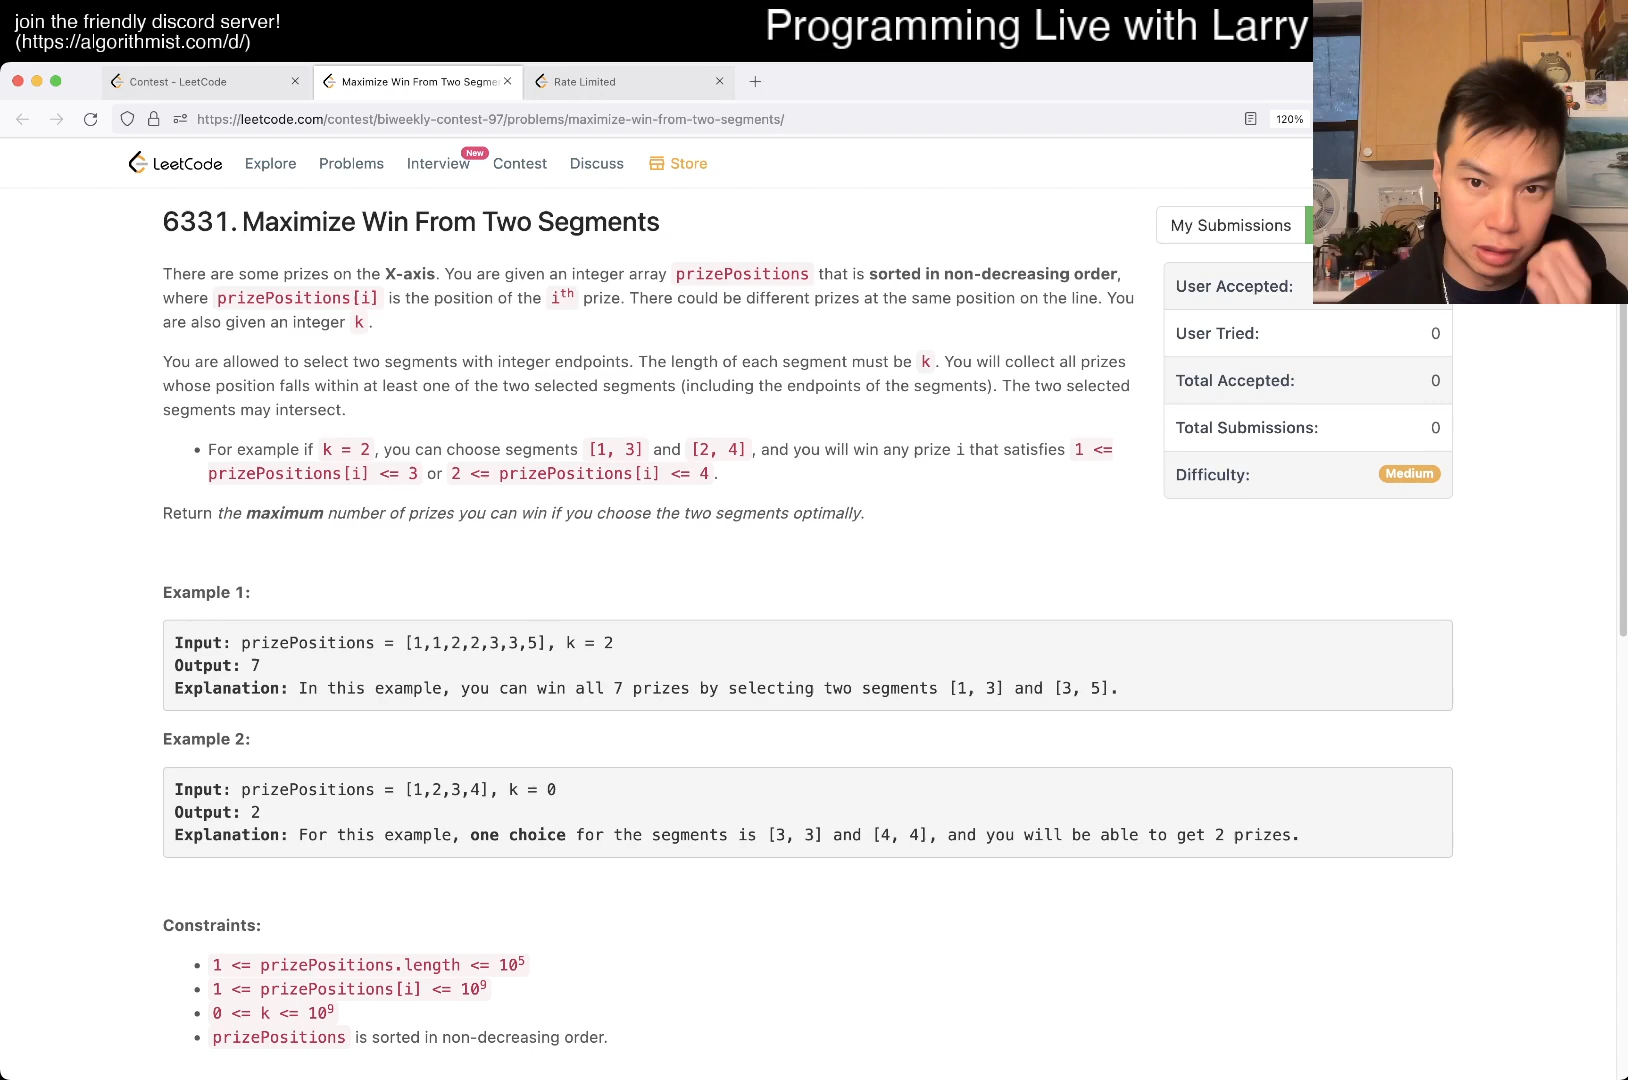 join the friendly discord server!
(https://algorithmist.com/d/)
Programming Live with Larry
Contest - LeetCode
Maximize Win From Two Segme
Rate Limited
https://leetcode.com/contest/biweekly-contest-97/problems/maximize-win-from-two-segments/
120%
LeetCode
Explore
Problems
Interview
New
Contest
Discuss
Store
6331. Maximize Win From Two Segments
My Submissions
There are some prizes on the X-axis. You are given an integer array prizePositions that is sorted in non-decreasing order,
where prizePositions[i] is the position of the ith prize. There could be different prizes at the same position on the line. You
are also given an integer k.
You are allowed to select two segments with integer endpoints. The length of each segment must be k. You will collect all prizes
whose position falls within at least one of the two selected segments (including the endpoints of the segments). The two selected
segments may intersect.
• For example if k = 2, you can choose segments [1, 3] and [2, 4], and you will win any prize i that satisfies 1 <=
prizePositions[i] <= 3 or 2 <= prizePositions[i] <= 4.
Return the maximum number of prizes you can win if you choose the two segments optimally.
User Accepted:
User Tried: 0
Total Accepted: 0
Total Submissions: 0
Difficulty: Medium
Example 1:
Input: prizePositions = [1,1,2,2,3,3,5], k = 2
Output: 7
Explanation: In this example, you can win all 7 prizes by selecting two segments [1, 3] and [3, 5].
Example 2:
Input: prizePositions = [1,2,3,4], k = 0
Output: 2
Explanation: For this example, one choice for the segments is [3, 3] and [4, 4], and you will be able to get 2 prizes.
Constraints:
• 1 <= prizePositions.length <= 10⁵
• 1 <= prizePositions[i] <= 10⁹
• 0 <= k <= 10⁹
• prizePositions is sorted in non-decreasing order.